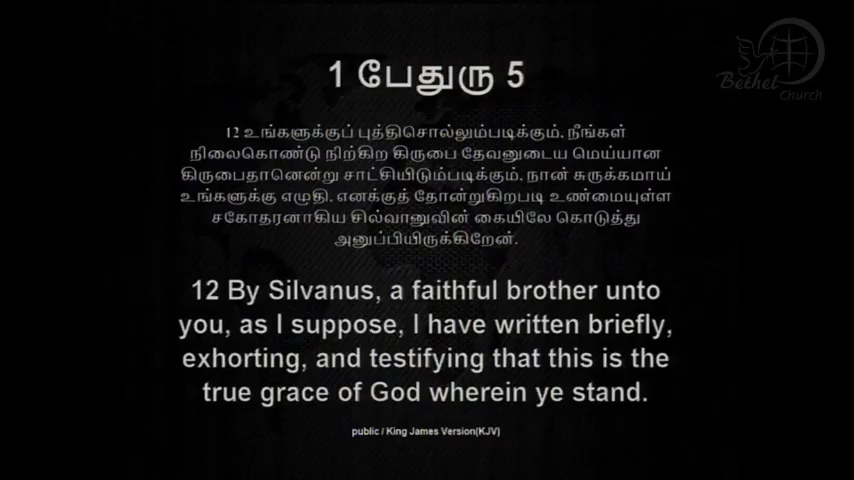 Bethel
Church
1 பேதுரு 5
12 உங்களுக்குப் புத்திசொல்லும்படிக்கும், நீங்கள்
நிலைகொண்டு நிற்கிற கிருபை தேவனுடைய மெய்யான
கிருபைதானென்று சாட்சியிடும்படிக்கும், நான் சுருக்கமாய்
உங்களுக்கு எழுதி, எனக்குத் தோன்றுகிறபடி உண்மையுள்ள
சகோதரனாகிய சில்வானுவின் கையிலே கொடுத்து
அனுப்பியிருக்கிறேன்.
12 By Silvanus, a faithful brother unto
you, as I suppose, I have written briefly,
exhorting, and testifying that this is the
true grace of God wherein ye stand.
public / King James Version(KJV)